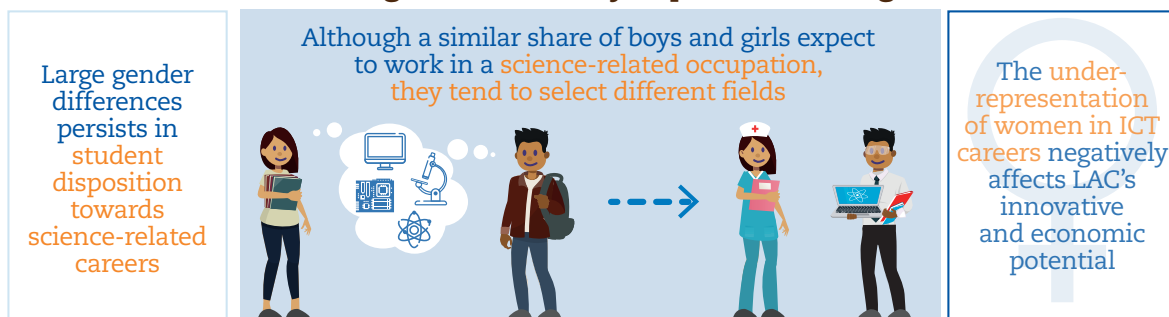 Large gender
differences
persists in
student
disposition
towards
science-related
careers
Although a similar share of boys and girls expect
to work in a science-related occupation,
they tend to select different fields
The under-
representation
of women in ICT
careers negatively
affects LAC's
innovative
and economic
potential